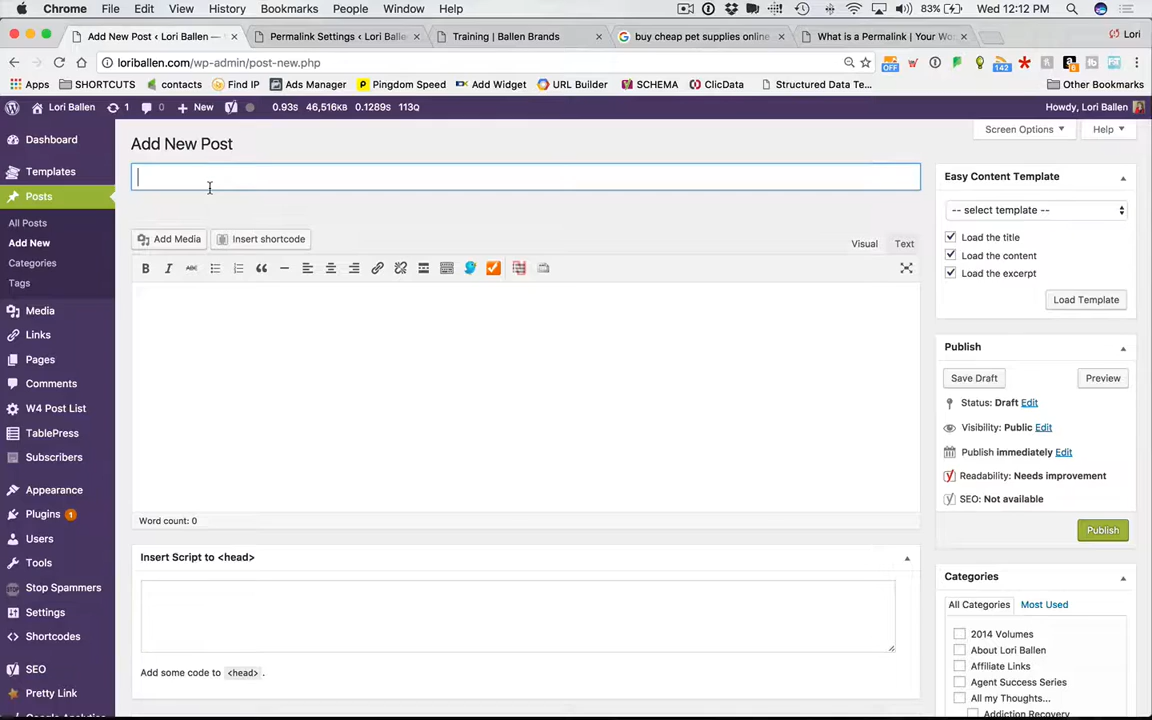 Chrome File Edit View History Bookmarks People Window Help 83% Wed 12:12 PM
Add New Post ‹ Lori Ballen — Permalink Settings ‹ Lori Balle Training | Ballen Brands buy cheap pet supplies online What is a Permalink | Your Wo Lori
loriballen.com/wp-admin/post-new.php OFF 142 6
Apps SHORTCUTS contacts Find IP Ads Manager Pingdom Speed Add Widget URL Builder SCHEMA ClicData Structured Data Te... Other Bookmarks
Lori Ballen 1 0 New 0.93s 46,516KB 0.1289s 113Q Howdy, Lori Ballen
Screen Options Help
Dashboard
Templates
Posts
All Posts
Add New
Categories
Tags
Media
Links
Pages
Comments
W4 Post List
TablePress
Subscribers
Appearance
Plugins 1
Users
Tools
Stop Spammers
Settings
Shortcodes
SEO
Pretty Link
Google Analytics
Add New Post
Add Media Insert shortcode
Visual Text
B I ABC
Word count: 0
Insert Script to <head>
Add some code to <head> .
Easy Content Template
-- select template --
Load the title
Load the content
Load the excerpt
Load Template
Publish
Save Draft Preview
Status: Draft Edit
Visibility: Public Edit
Publish immediately Edit
Readability: Needs improvement
SEO: Not available
Publish
Categories
All Categories Most Used
2014 Volumes
About Lori Ballen
Affiliate Links
Agent Success Series
All my Thoughts...
Addiction Recovery